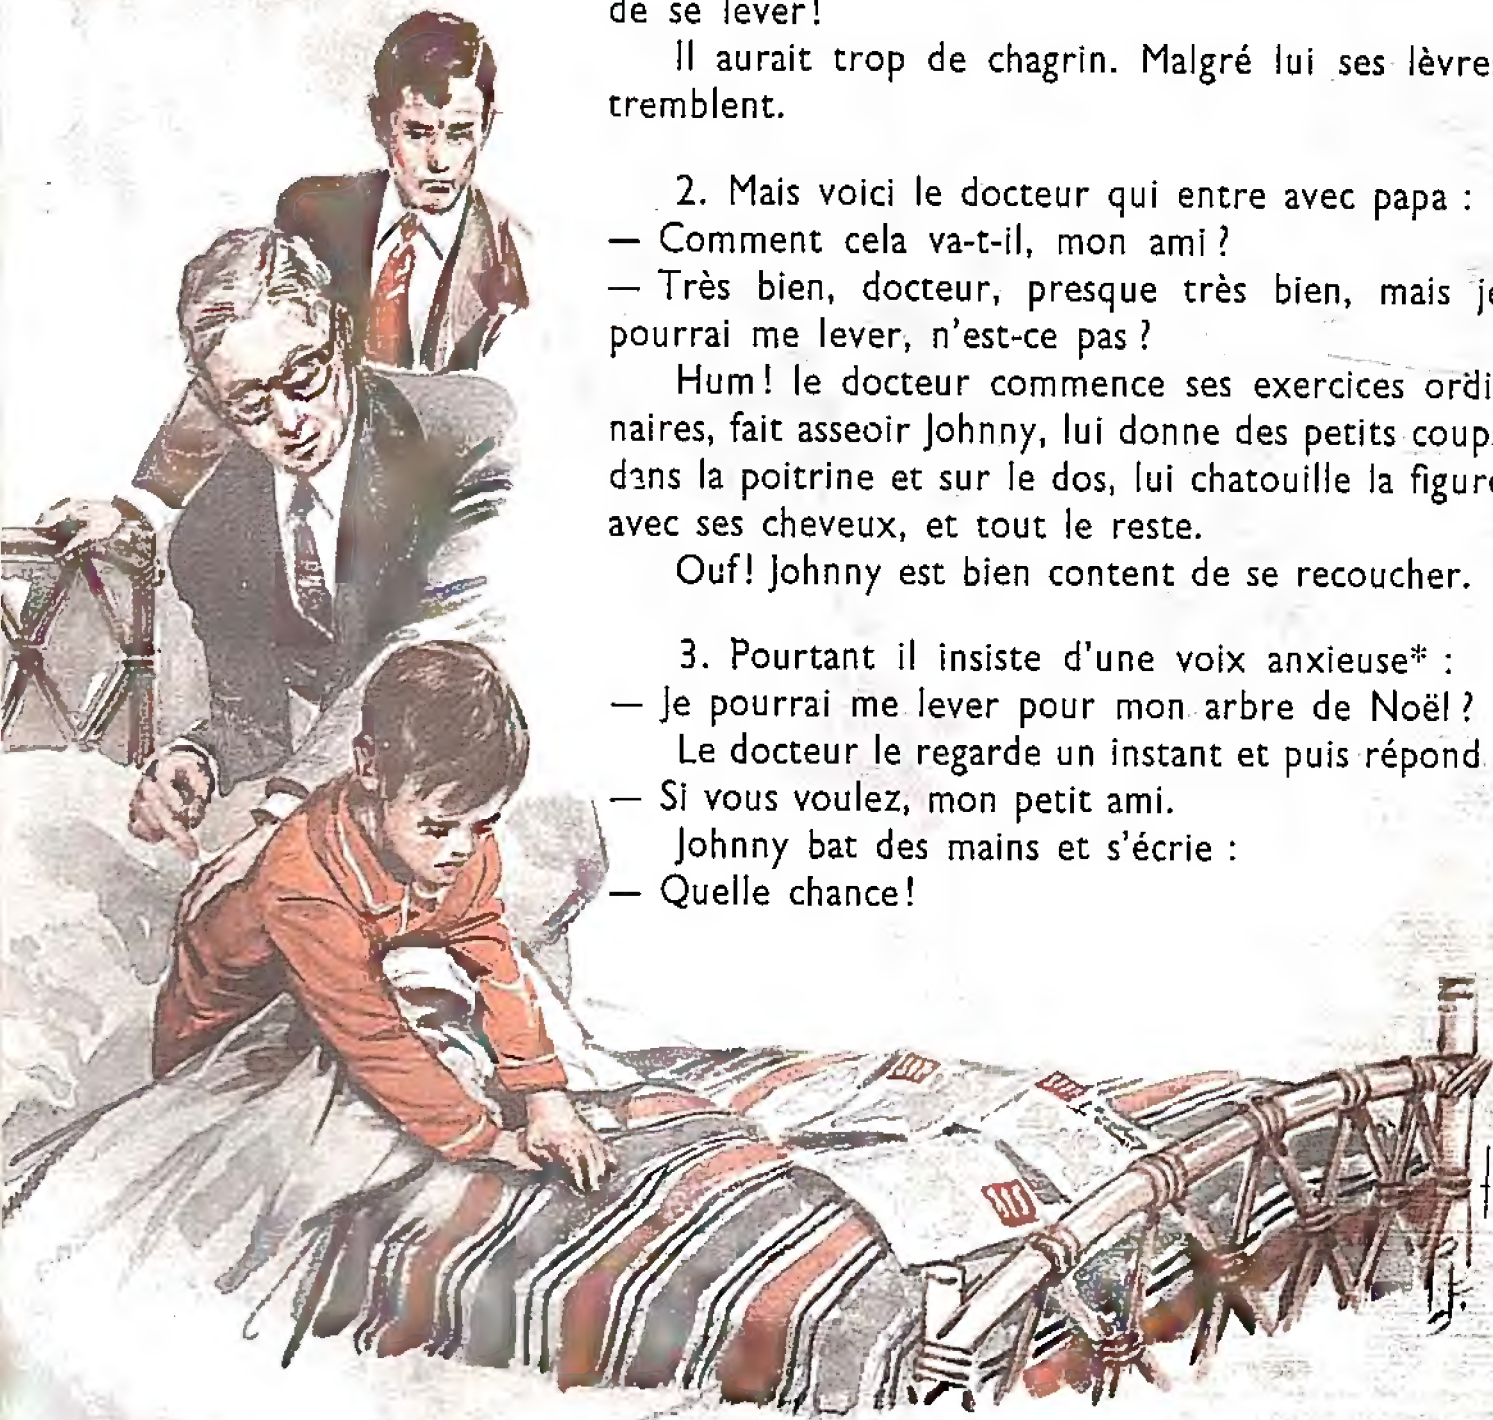 de se lever!
Il aurait trop de chagrin. Malgré lui ses lèvre
tremblent.
2. Mais voici le docteur qui entre avec papa :
— Comment cela va-t-il, mon ami ?
— Très bien, docteur, presque très bien, mais je
pourrai me lever, n'est-ce pas ?
Hum! le docteur commence ses exercices ordi
naires, fait asseoir Johnny, lui donne des petits coup
dans la poitrine et sur le dos, lui chatouille la figure
avec ses cheveux, et tout le reste.
Ouf! Johnny est bien content de se recoucher.
3. Pourtant il insiste d'une voix anxieuse* :
— Je pourrai me lever pour mon arbre de Noël ?
Le docteur le regarde un instant et puis répond
— Si vous voulez, mon petit ami.
Johnny bat des mains et s'écrie :
— Quelle chance!